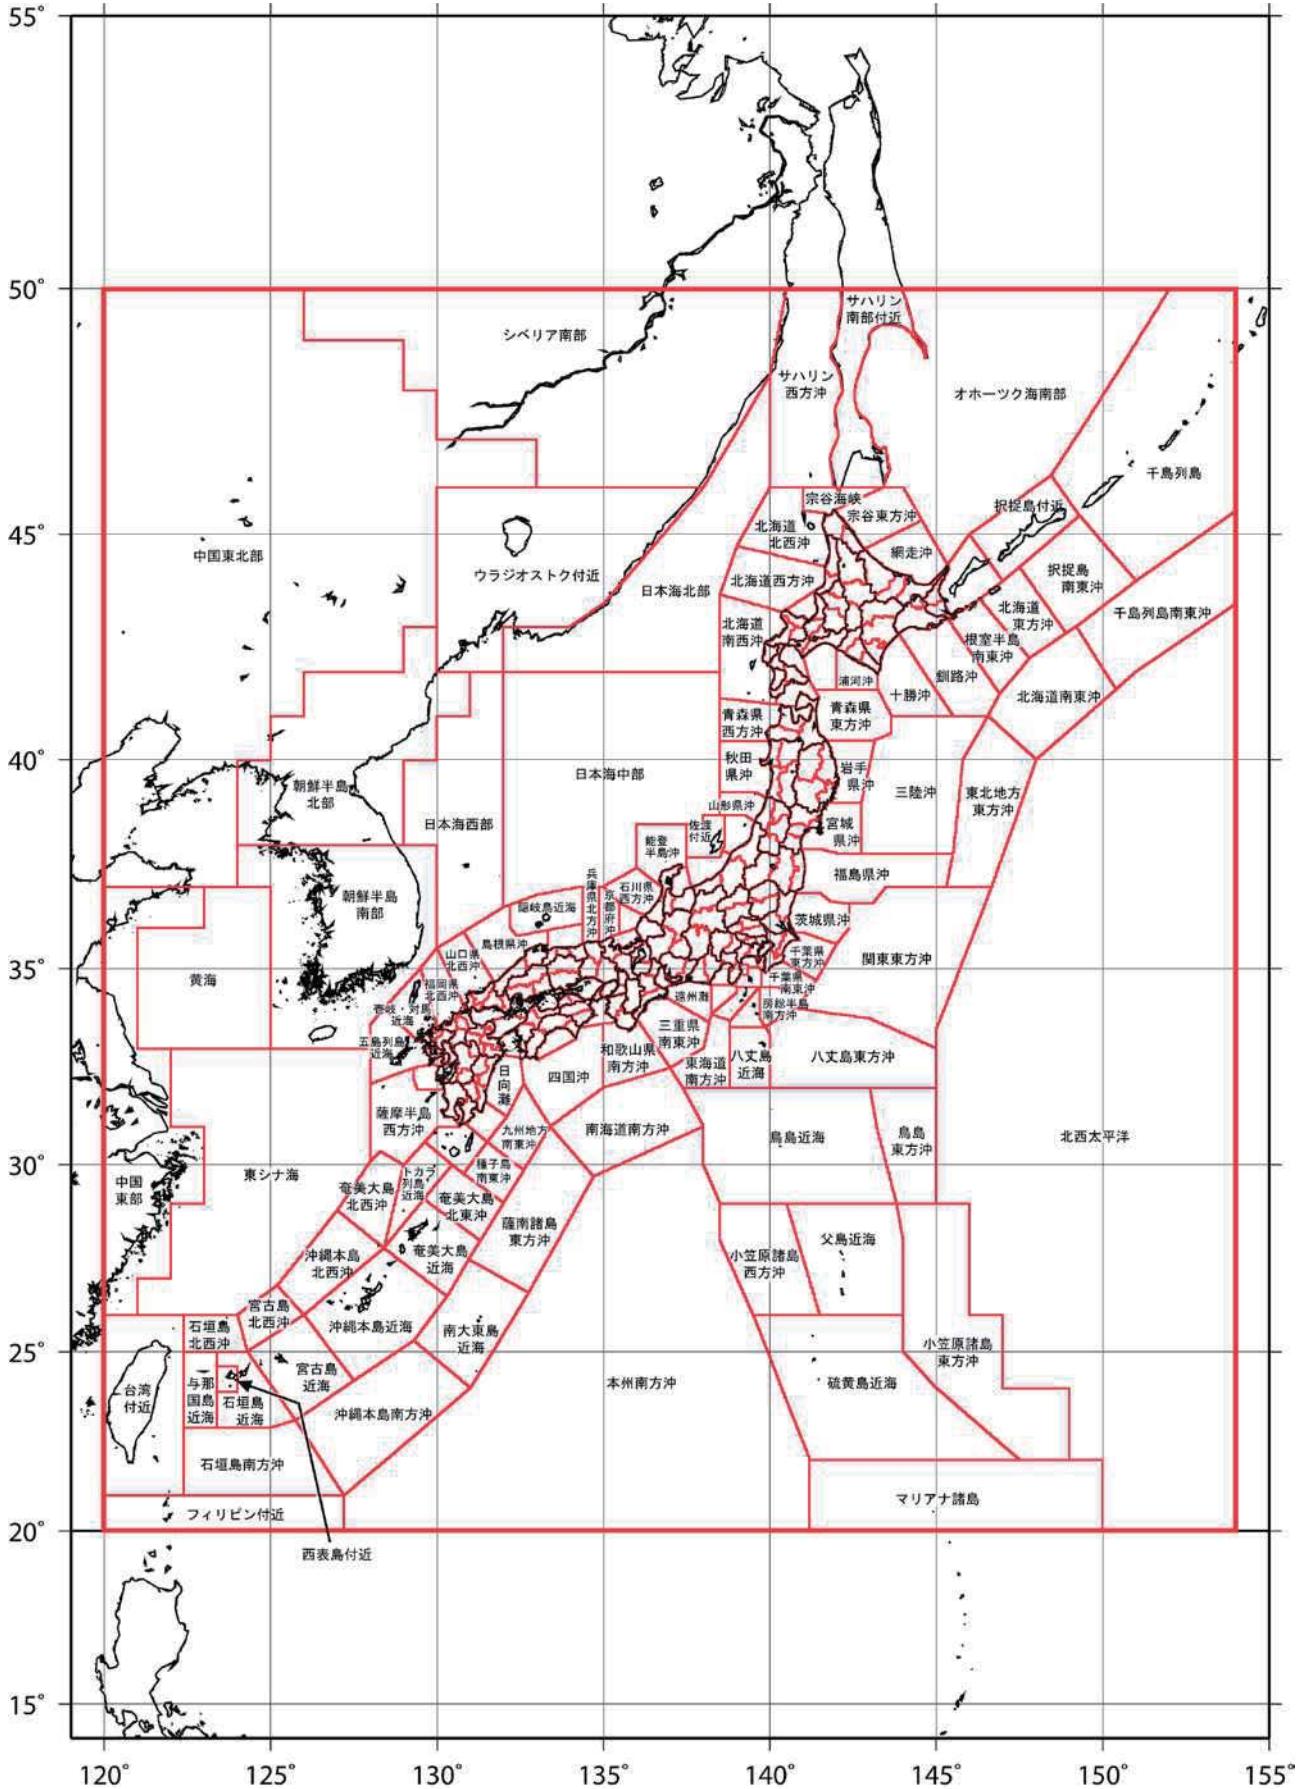 55°
50°
サハリン
南部付近
シベリア南部
サハリン
西方沖
オホーツク海南部
千島列島
宗谷海峡
択捉島付近
宗谷東方沖
45°
北海道
北西沖
中国東北部
網走沖
ウラジオストク付近
北海道西方沖
択捉島
南東沖
日本海北部
北海道
東方沖
千島列島南東沖
北海道
南西沖
根室半島
南東沖
浦河沖
釧路沖
十勝沖
北海道南東沖
青森県
西方沖
青森県
東方沖
40°
秋田
県沖
日本海中部
岩手
県沖
朝鮮半島
北部
三陸沖
東北地方
東方沖
山形県沖
日本海西部
佐渡
付近
宮城
県沖
能登
半島沖
福島県沖
兵庫県北方沖
京都府沖
石川県
西方沖
朝鮮半島
南部
隠岐島近海
茨城県沖
島根県沖
千葉県
東方沖
関東東方沖
山口県
北西沖
35°
黄海
千葉県
南東沖
福岡県
北西沖
遠州灘
房総半島
南方沖
壱岐・対馬
近海
三重県
南東沖
五島列島
近海
和歌山県
南方沖
八丈島
近海
八丈島東方沖
東海道
南方沖
日向灘
四国沖
薩摩半島
西方沖
九州地方
南東沖
南海道南方沖
鳥島近海
鳥島
東方沖
北西太平洋
30°
東シナ海
種子島
南東沖
トカラ
列島
近海
中国
東部
奄美大島
北西沖
奄美大島
北東沖
薩南諸島
東方沖
父島近海
沖縄本島
北西沖
奄美大島
近海
小笠原諸島
西方沖
宮古島
北西沖
石垣島
北西沖
沖縄本島近海
南大東島
近海
小笠原諸島
東方沖
25°
宮古島
近海
与那
国島
近海
石垣島
近海
本州南方沖
硫黄島近海
台湾
付近
沖縄本島南方沖
石垣島南方沖
マリアナ諸島
フィリピン付近
20°
西表島付近
15°
120°
125°
130°
135°
140°
145°
150°
155°